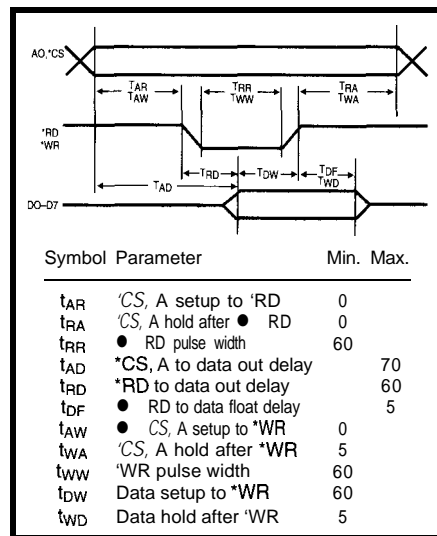 AO,*CS
TAR TRR TRA
TAW TWW TWA
*RD
*WR
TRD TDW TDF
TWD
TAD
DO–D7
Symbol Parameter Min. Max.
tAR 'CS, A setup to 'RD 0
tRA 'CS, A hold after ● RD 0
tRR ● RD pulse width 60
tAD *CS, A to data out delay 70
tRD *RD to data out delay 60
tDF ● RD to data float delay 5
tAW ● CS, A setup to *WR 0
tWA 'CS, A hold after *WR 5
tWW 'WR pulse width 60
tDW Data setup to *WR 60
tWD Data hold after 'WR 5